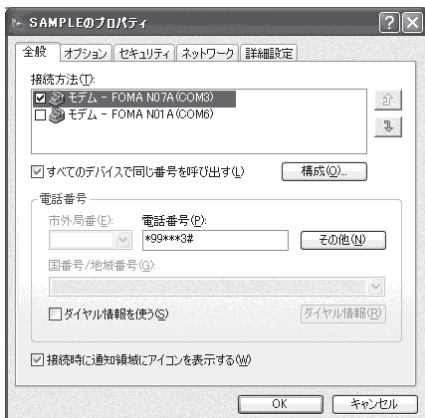 SAMPLEのプロパティ
全般 オプション セキュリティ ネットワーク 詳細設定
接続方法(T):
モデム - FOMA N07A(COM3)
モデム - FOMA N01A(COM6)
すべてのデバイスで同じ番号を呼び出す(L) 構成(O)...
電話番号
市外局番(E): 電話番号(P):
*99***3# その他(N)
国番号/地域番号(G):
ダイヤル情報を使う(S) ダイヤル情報(R)
接続時に通知領域にアイコンを表示する(W)
OK キャンセル